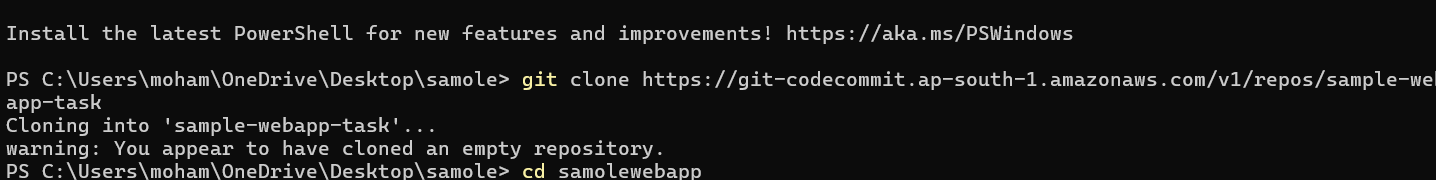 Install the latest PowerShell for new features and improvements! https://aka.ms/PSWindows
PS C:\Users\moham\OneDrive\Desktop\samole> git clone https://git-codecommit.ap-south-1.amazonaws.com/v1/repos/sample-web
app-task
Cloning into 'sample-webapp-task'...
warning: You appear to have cloned an empty repository.
PS C:\Users\moham\OneDrive\Desktop\samole> cd samolewebapp